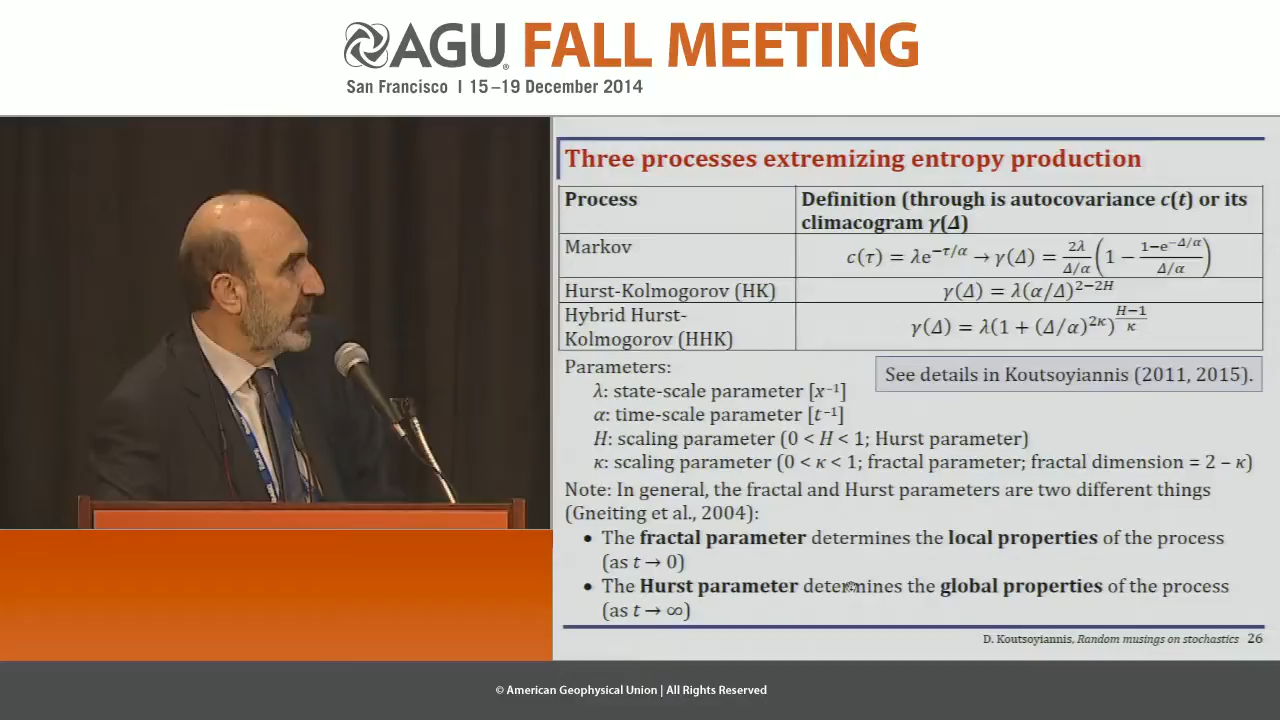 AGU FALL MEETING
San Francisco | 15–19 December 2014
Three processes extremizing entropy production
Process
Definition (through is autocovariance c(t) or its
climacogram γ(Δ)
Markov
c(τ) = λe^{−τ/α} → γ(Δ) = \frac{2λ}{Δ/α} (1 − \frac{1−e^{−Δ/α}}{Δ/α})
Hurst-Kolmogorov (HK)
γ(Δ) = λ(α/Δ)^{2−2H}
Hybrid Hurst-
Kolmogorov (HHK)
γ(Δ) = λ(1 + (Δ/α)^{2κ})^{\frac{H−1}{κ}}
Parameters:
See details in Koutsoyiannis (2011, 2015).
λ: state-scale parameter [x⁻¹]
α: time-scale parameter [t⁻¹]
H: scaling parameter (0 < H < 1; Hurst parameter)
κ: scaling parameter (0 < κ < 1; fractal parameter; fractal dimension = 2 – κ)
Note: In general, the fractal and Hurst parameters are two different things
(Gneiting et al., 2004):
• The fractal parameter determines the local properties of the process
(as t → 0)
• The Hurst parameter determines the global properties of the process
(as t → ∞)
D. Koutsoyiannis, Random musings on stochastics 26
© American Geophysical Union | All Rights Reserved